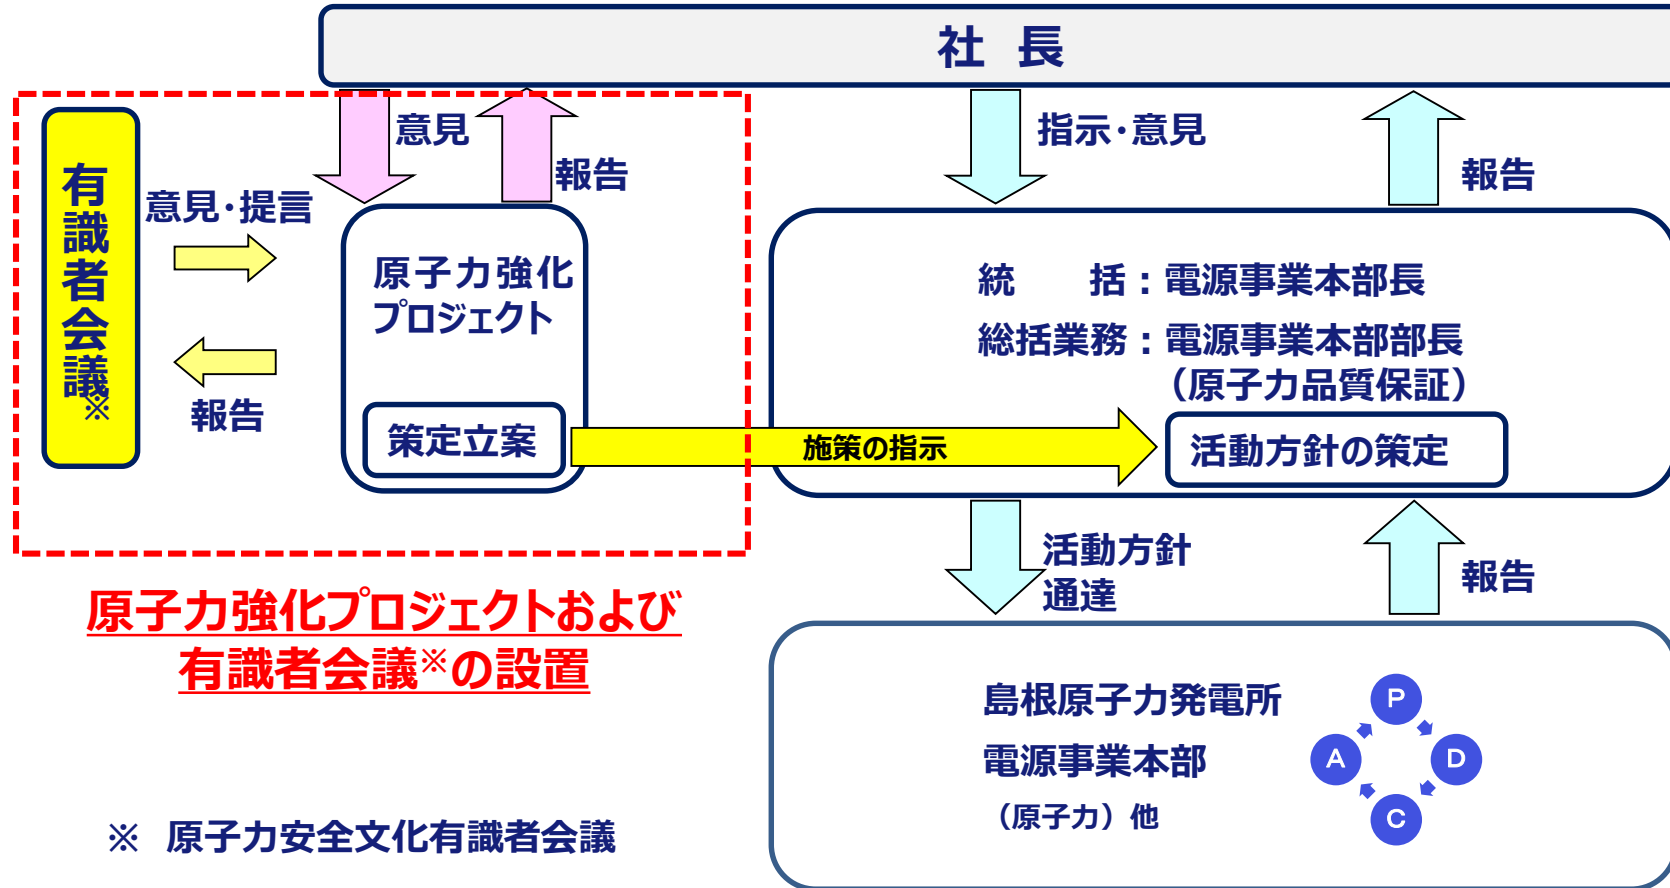 社 長
意見
報告
指示・意見
報告
有識者会議※
意見・提言
報告
原子力強化
プロジェクト
策定立案
施策の指示
統 括：電源事業本部長
総括業務：電源事業本部部長
（原子力品質保証）
活動方針の策定
活動方針
通達
報告
原子力強化プロジェクトおよび
有識者会議※の設置
島根原子力発電所
電源事業本部
（原子力）他
P
D
C
A
※ 原子力安全文化有識者会議